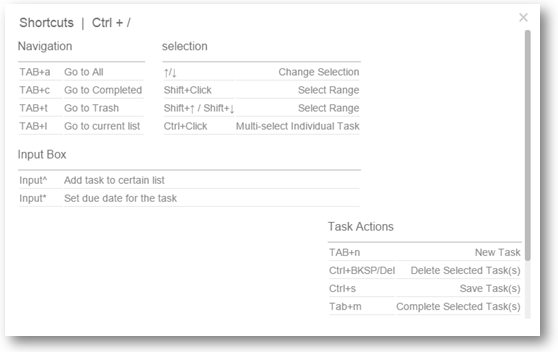 Shortcuts | Ctrl + /
Navigation
TAB+a Go to All
TAB+c Go to Completed
TAB+t Go to Trash
TAB+l Go to current list
selection
↑/↓ Change Selection
Shift+Click Select Range
Shift+↑ / Shift+↓ Select Range
Ctrl+Click Multi-select Individual Task
Input Box
Input^ Add task to certain list
Input* Set due date for the task
Task Actions
TAB+n New Task
Ctrl+BKSP/Del Delete Selected Task(s)
Ctrl+s Save Task(s)
Tab+m Complete Selected Task(s)